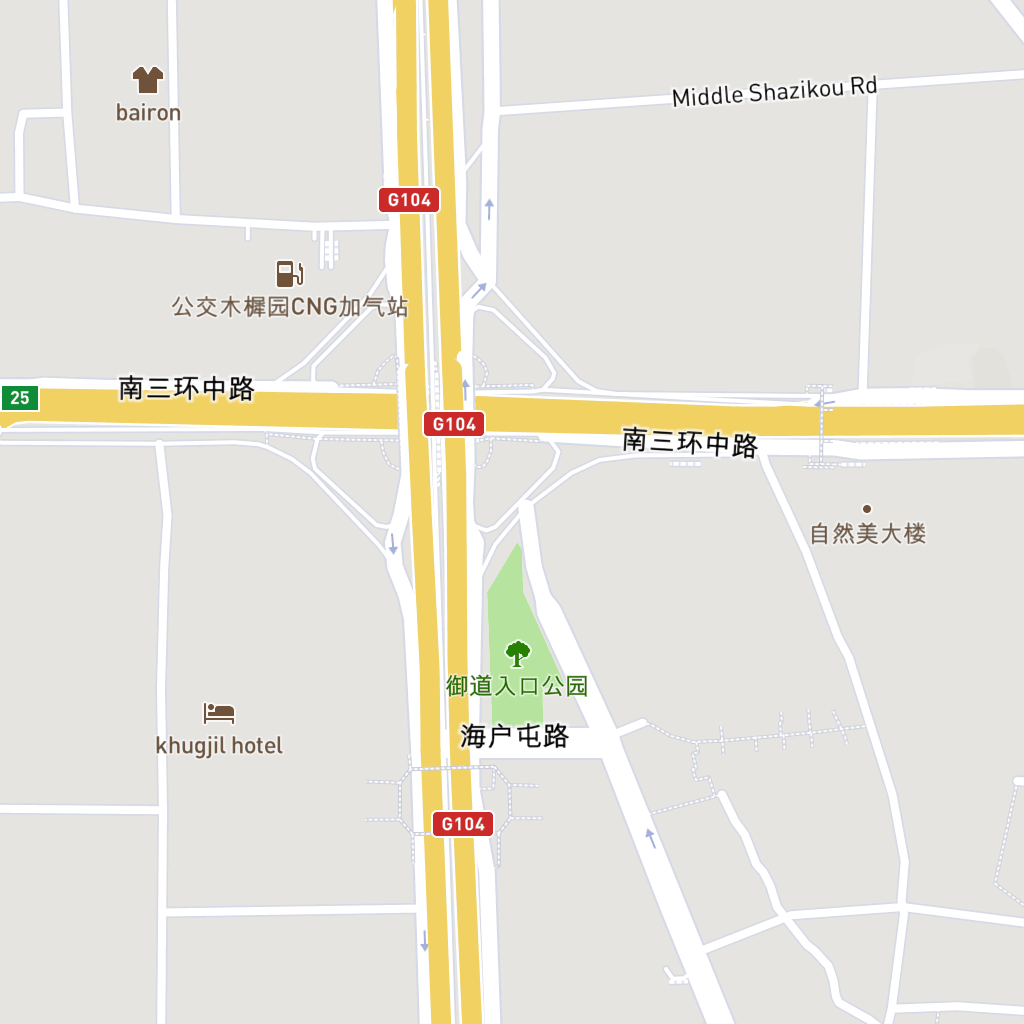 Middle Shazikou Rd
bairon
G104
公交木樨园CNG加气站
南三环中路
25
G104
南三环中路
自然美大楼
御道入口公园
海户屯路
khugjil hotel
G104